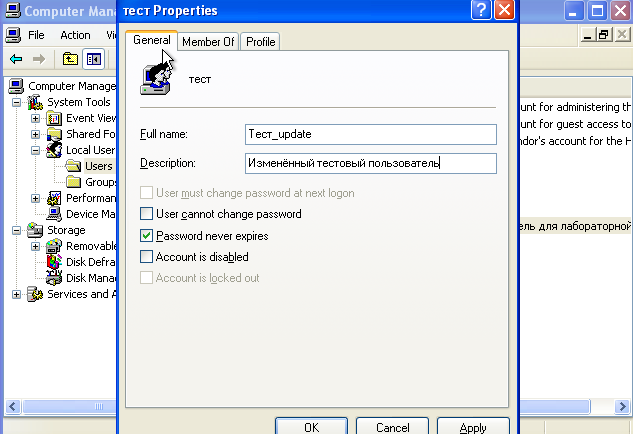 Computer Manag
тест Properties
File Action
General Member Of Profile
Computer Manage
System Tools
Event View
Shared Fo
Local User
Users
Groups
Performan
Device Ma
Storage
Removable
Disk Defra
Disk Mana
Services and A
тест
Full name: Тест_update
Description: Изменённый тестовый пользователь
User must change password at next logon
User cannot change password
Password never expires
Account is disabled
Account is locked out
OK Cancel Apply
unt for administering th
unt for guest access to
ndor's account for the H
ель для лабораторной